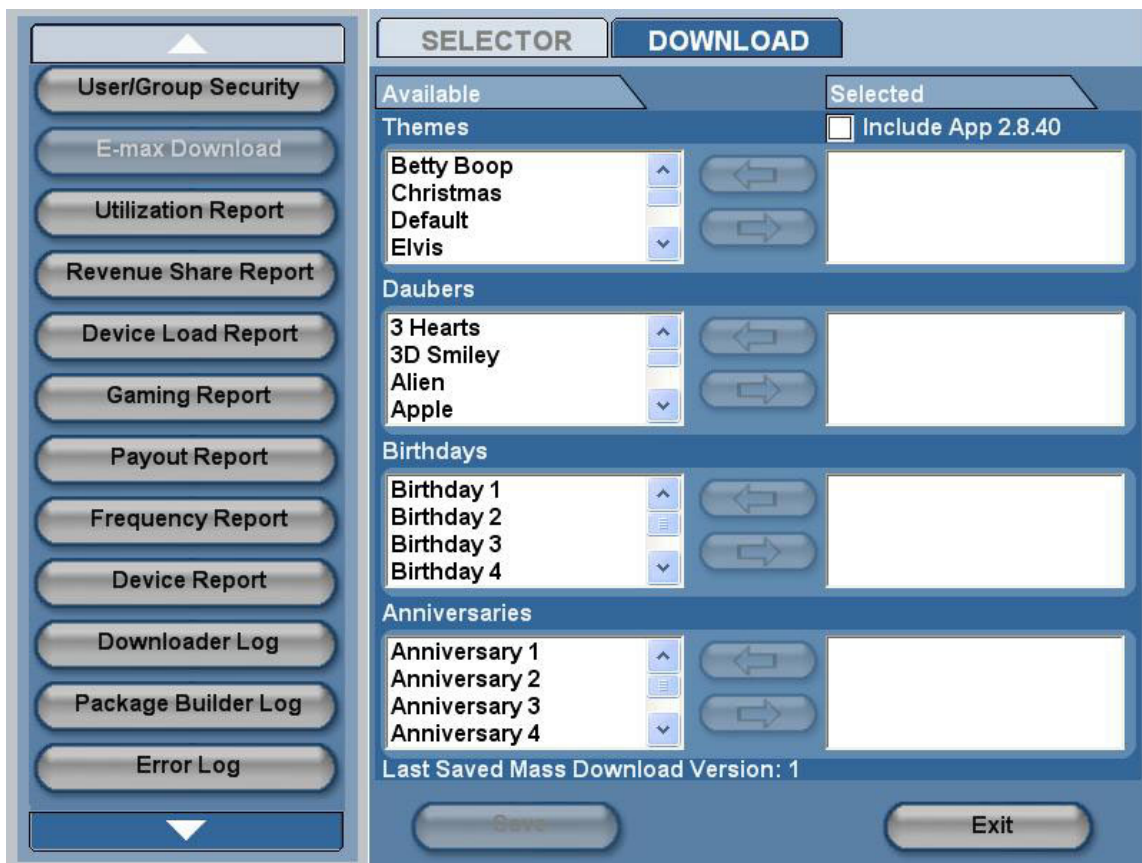 User/Group Security
E-max Download
Utilization Report
Revenue Share Report
Device Load Report
Gaming Report
Payout Report
Frequency Report
Device Report
Downloader Log
Package Builder Log
Error Log
SELECTOR
DOWNLOAD
Available
Selected
Themes
Include App 2.8.40
Betty Boop
Christmas
Default
Elvis
Daubers
3 Hearts
3D Smiley
Alien
Apple
Birthdays
Birthday 1
Birthday 2
Birthday 3
Birthday 4
Anniversaries
Anniversary 1
Anniversary 2
Anniversary 3
Anniversary 4
Last Saved Mass Download Version: 1
Save
Exit